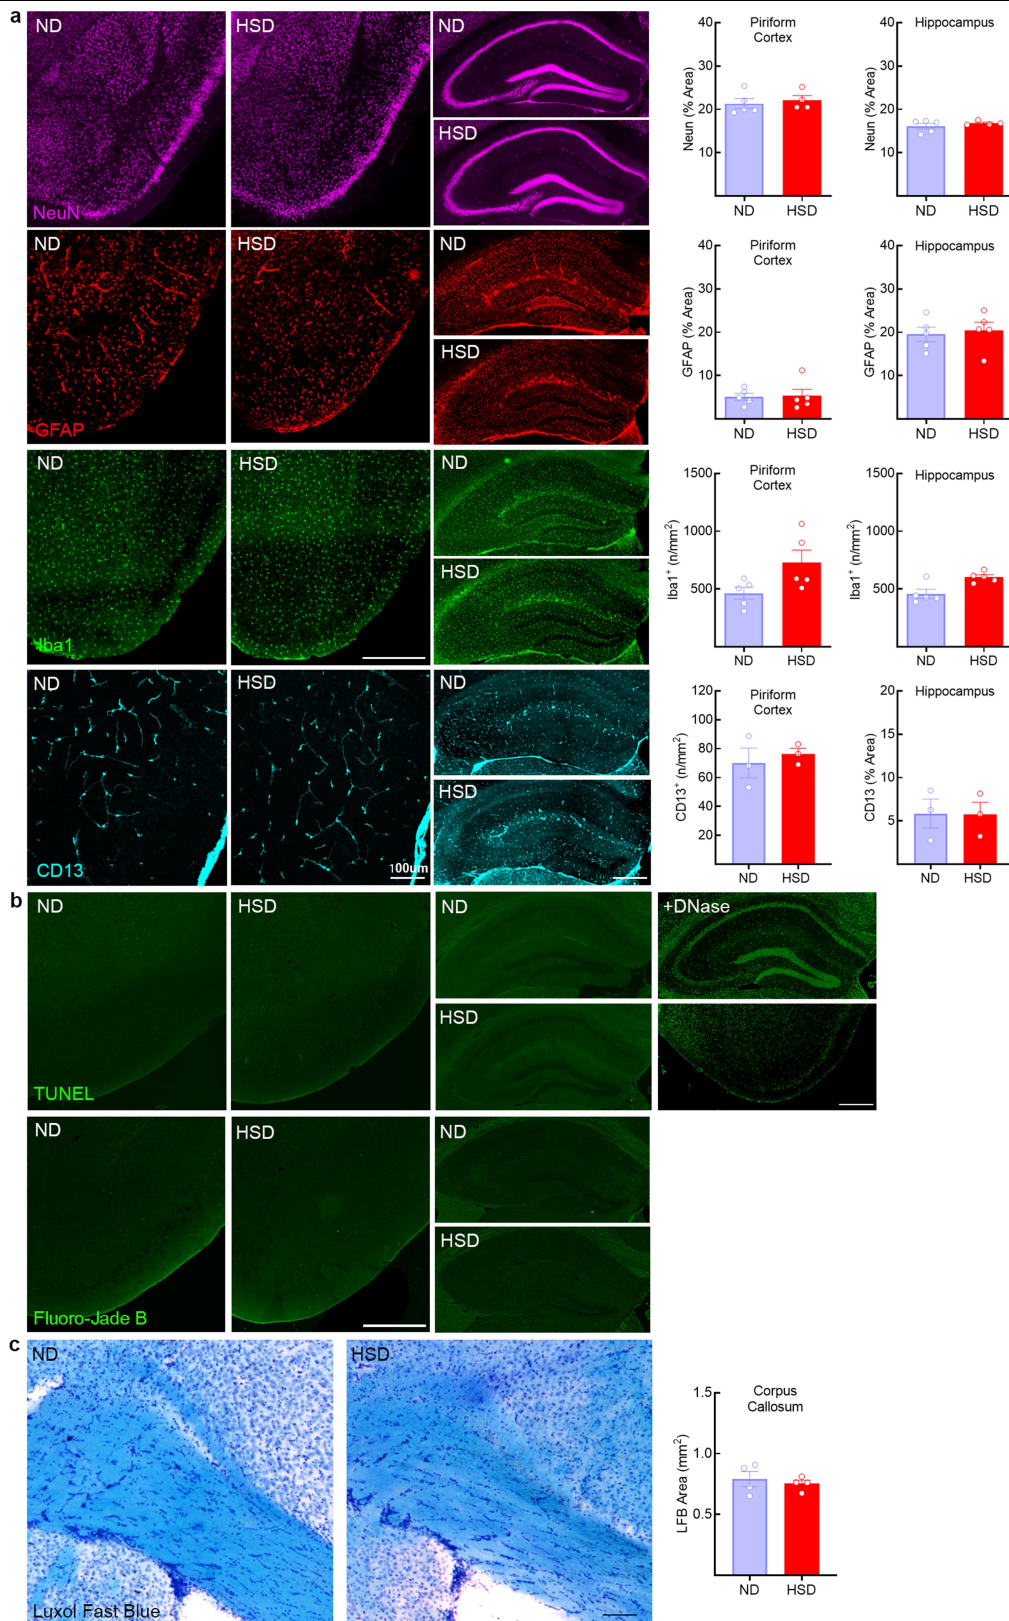 a
ND
HSD
ND
HSD
NeuN
Piriform
Cortex
Neun (% Area)
40
30
20
10
ND
HSD
Hippocampus
Neun (% Area)
40
30
20
10
ND
HSD
ND
HSD
ND
HSD
GFAP
Piriform
Cortex
GFAP (% Area)
40
30
20
10
ND
HSD
Hippocampus
GFAP (% Area)
40
30
20
10
ND
HSD
ND
HSD
ND
HSD
Iba1
Piriform
Cortex
Iba1⁺ (n/mm²)
1500
1000
500
ND
HSD
Hippocampus
Iba1⁺ (n/mm²)
1500
1000
500
ND
HSD
ND
HSD
ND
HSD
CD13
100um
Piriform
Cortex
CD13⁺ (n/mm²)
120
100
80
60
40
20
ND
HSD
Hippocampus
CD13 (% Area)
20
15
10
5
ND
HSD
b
ND
HSD
ND
HSD
+DNase
TUNEL
ND
HSD
ND
HSD
Fluoro-Jade B
c
ND
HSD
Luxol Fast Blue
Corpus
Callosum
LFB Area (mm²)
1.5
1.0
0.5
ND
HSD